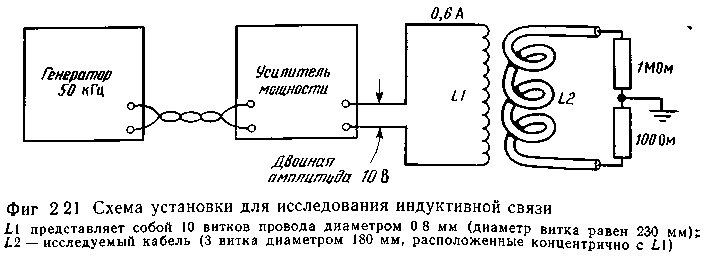 0,6 А
Генератор
50 кГц
Усилитель
мощности
L1
L2
1МОм
100Ом
Двойная
амплитуда 10В
Фиг 2 21 Схема установки для исследования индуктивной связи
L1 представляет собой 10 витков провода диаметром 0 8 мм (диаметр витка равен 230 мм);
L2 — исследуемый кабель (3 витка диаметром 180 мм, расположенные концентрично с L1)